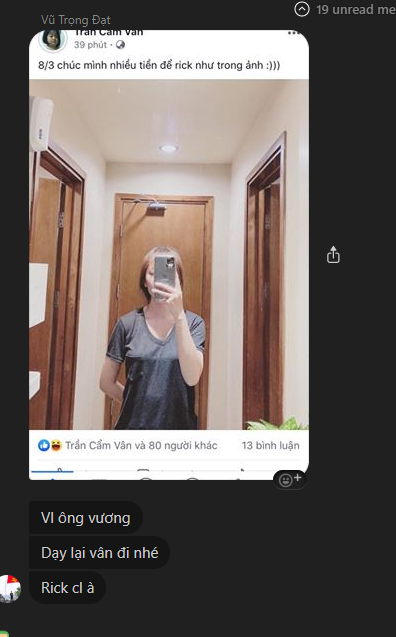 19 unread me
Vũ Trọng Đạt
Trần Cẩm Vân
39 phút ·
8/3 chúc mình nhiều tiền để rick như trong ảnh :)))
Trần Cẩm Vân và 80 người khác 13 bình luận
Vl ông vương
Dạy lại vân đi nhé
Rick cl à